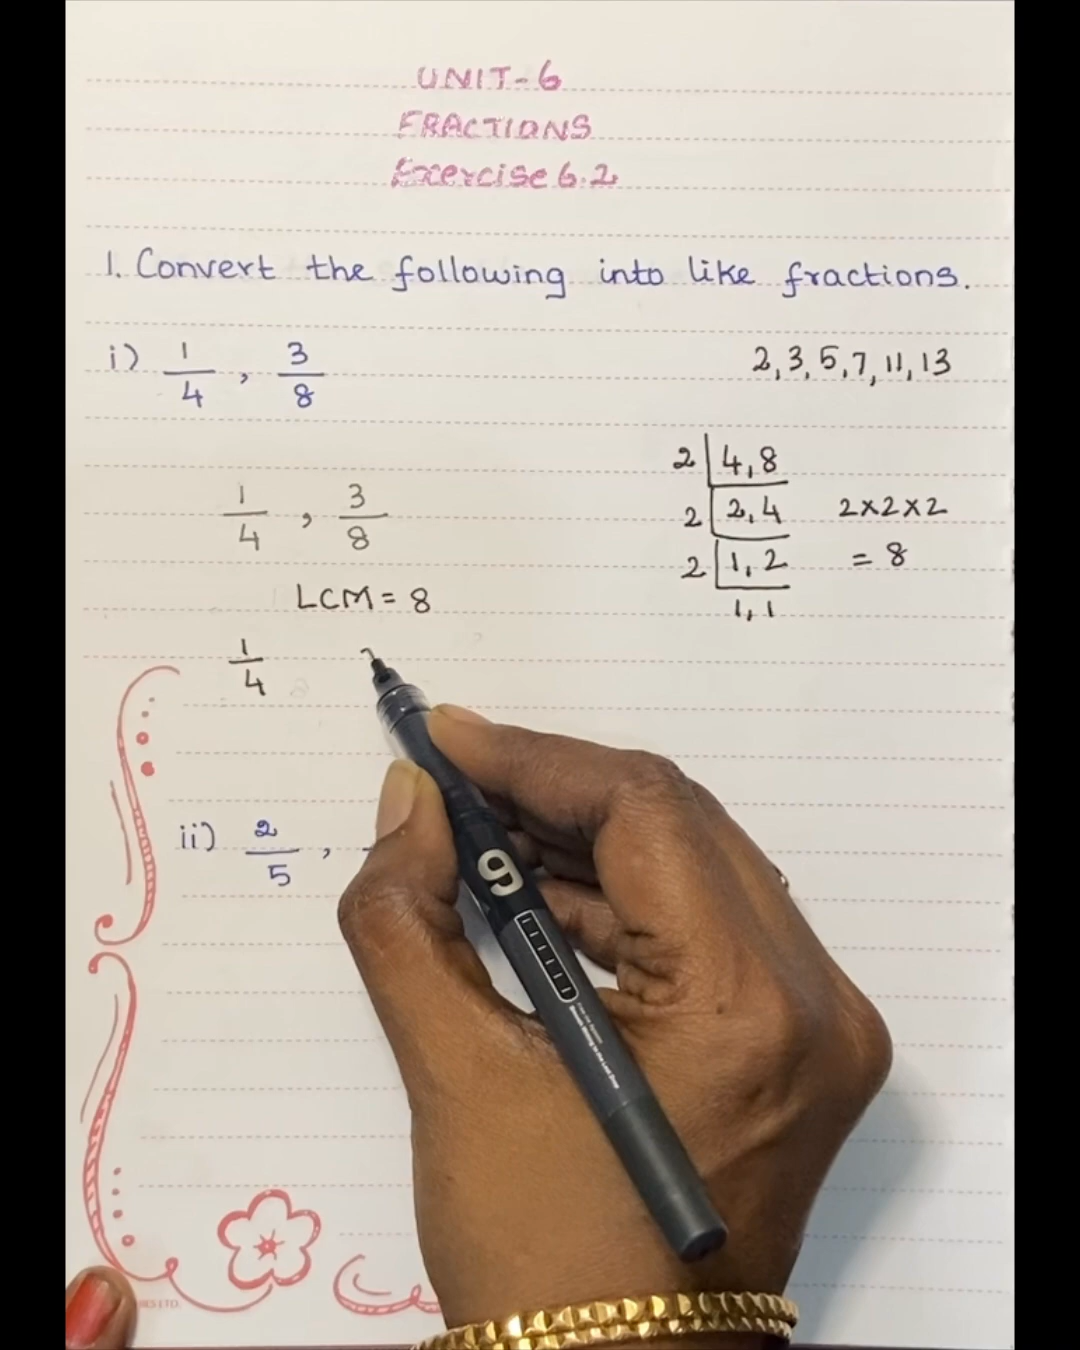 UNIT-6
FRACTIONS
Exercise 6.2
1. Convert the following into like fractions.
i) 1/4 , 3/8
2, 3, 5, 7, 11, 13
2 | 4, 8
2 | 2, 4 2×2×2
2 | 1, 2 = 8
1, 1
1/4 , 3/8
LCM = 8
1/4
ii) 2/5 ,
9